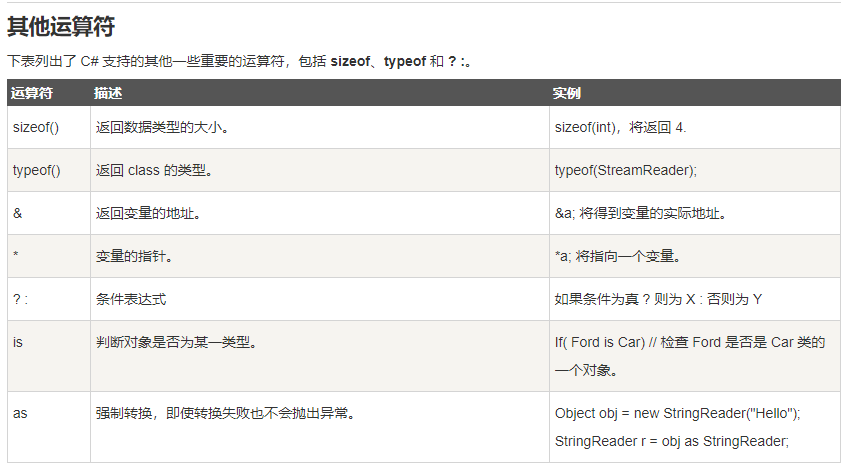 其他运算符
下表列出了 C# 支持的其他一些重要的运算符，包括 sizeof、typeof 和 ? :。
运算符 描述 实例
sizeof() 返回数据类型的大小。 sizeof(int)，将返回 4.
typeof() 返回 class 的类型。 typeof(StreamReader);
& 返回变量的地址。 &a; 将得到变量的实际地址。
* 变量的指针。 *a; 将指向一个变量。
? : 条件表达式 如果条件为真 ? 则为 X : 否则为 Y
is 判断对象是否为某一类型。 If( Ford is Car) // 检查 Ford 是否是 Car 类的
一个对象。
as 强制转换，即使转换失败也不会抛出异常。 Object obj = new StringReader("Hello");
StringReader r = obj as StringReader;